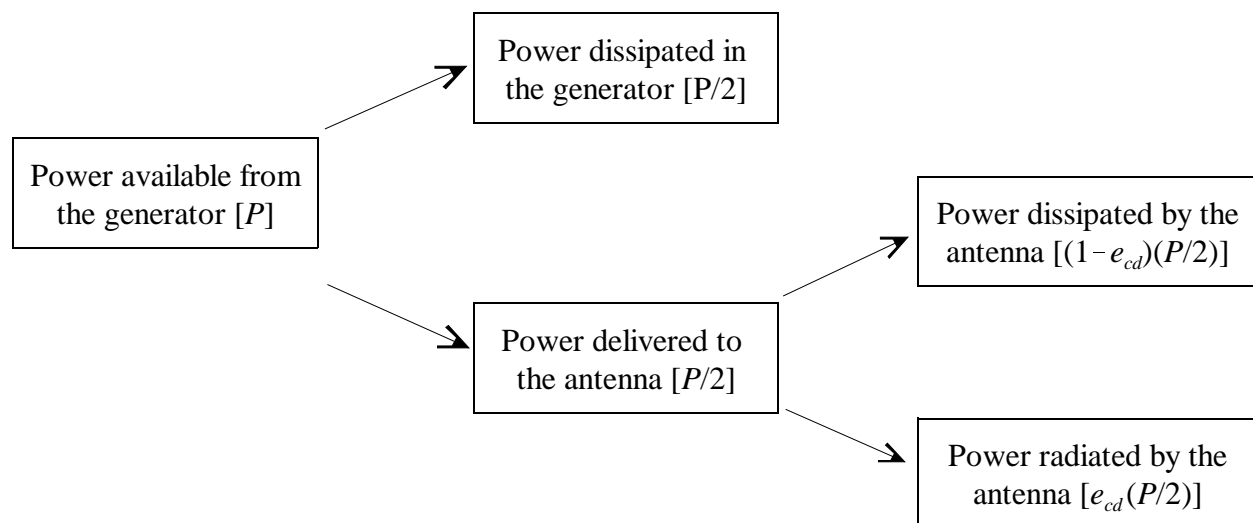 Power dissipated in
the generator [P/2]
Power available from
the generator [P]
Power dissipated by the
antenna [(1−e_cd)(P/2)]
Power delivered to
the antenna [P/2]
Power radiated by the
antenna [e_cd(P/2)]